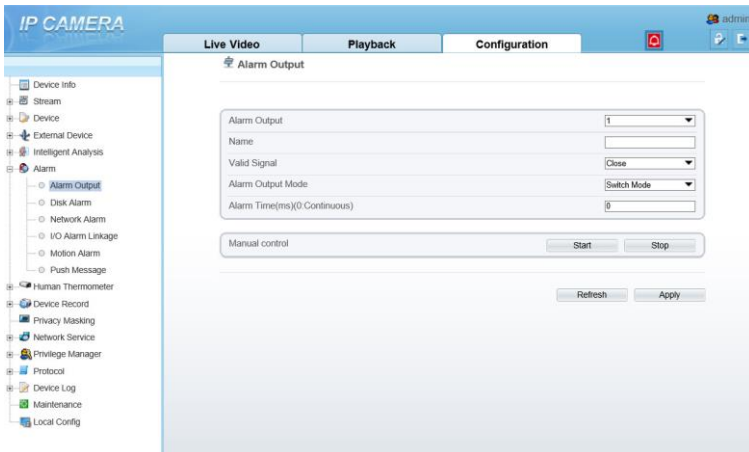 IP CAMERA
admin
Live Video Playback Configuration
Alarm Output
Device Info
Stream
Device
External Device
Intelligent Analysis
Alarm
Alarm Output
Disk Alarm
Network Alarm
I/O Alarm Linkage
Motion Alarm
Push Message
Human Thermometer
Device Record
Privacy Masking
Network Service
Privilege Manager
Protocol
Device Log
Maintenance
Local Config
Alarm Output 1
Name
Valid Signal Close
Alarm Output Mode Switch Mode
Alarm Time(ms)(0:Continuous) 0
Manual control Start Stop
Refresh Apply